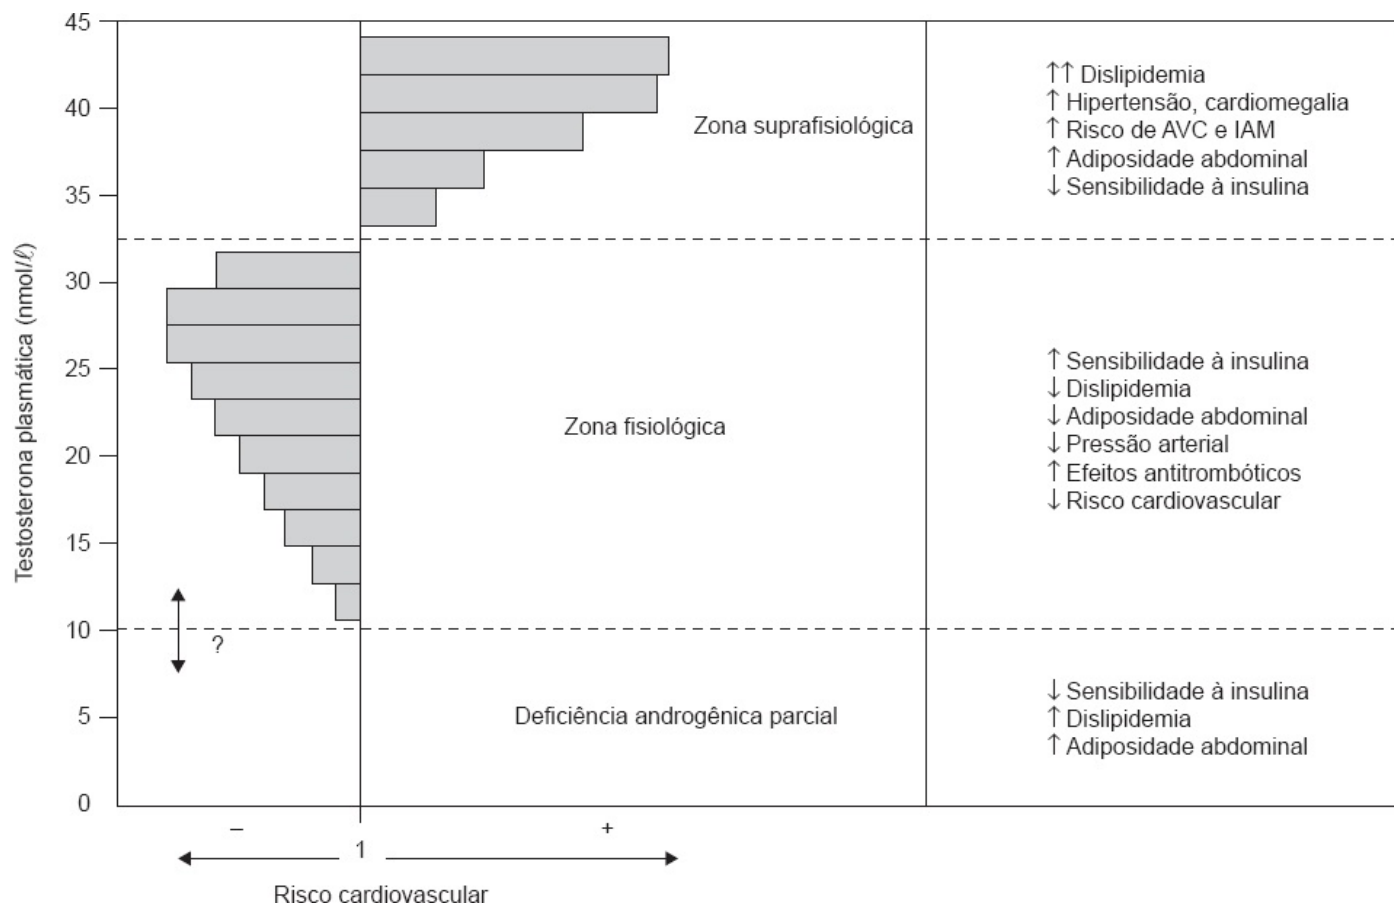 45
40
35
30
25
20
15
10
5
0
Testosterona plasmática (nmol/ℓ)
?
Zona suprafisiológica
Zona fisiológica
Deficiência androgênica parcial
↑↑ Dislipidemia
↑ Hipertensão, cardiomegalia
↑ Risco de AVC e IAM
↑ Adiposidade abdominal
↓ Sensibilidade à insulina
↑ Sensibilidade à insulina
↓ Dislipidemia
↓ Adiposidade abdominal
↓ Pressão arterial
↑ Efeitos antitrombóticos
↓ Risco cardiovascular
↓ Sensibilidade à insulina
↑ Dislipidemia
↑ Adiposidade abdominal
– +
1
Risco cardiovascular